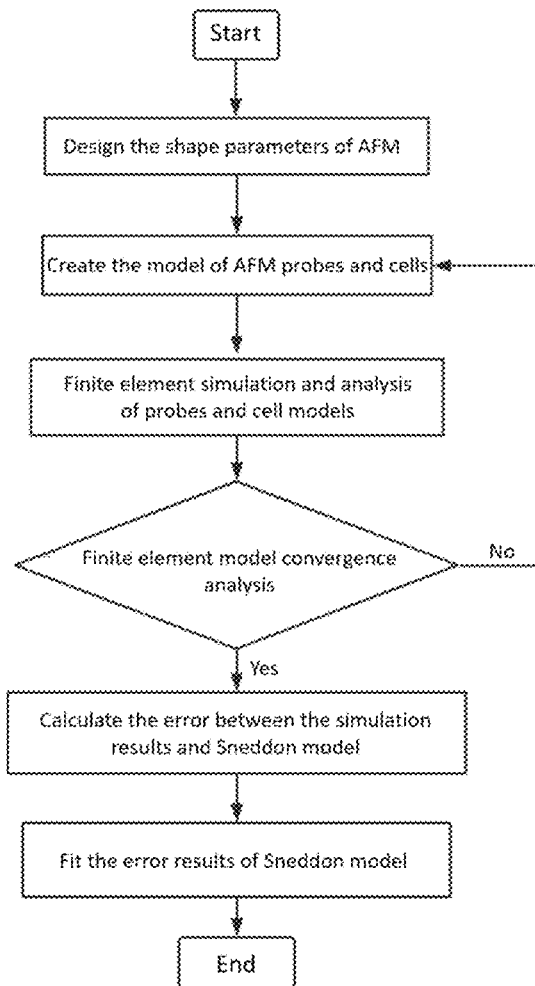 Start
Design the shape parameters of AFM
Create the model of AFM probes and cells
Finite element simulation and analysis
of probes and cell models
Finite element model convergence
analysis
No
Yes
Calculate the error between the simulation
results and Sneddon model
Fit the error results of Sneddon model
End